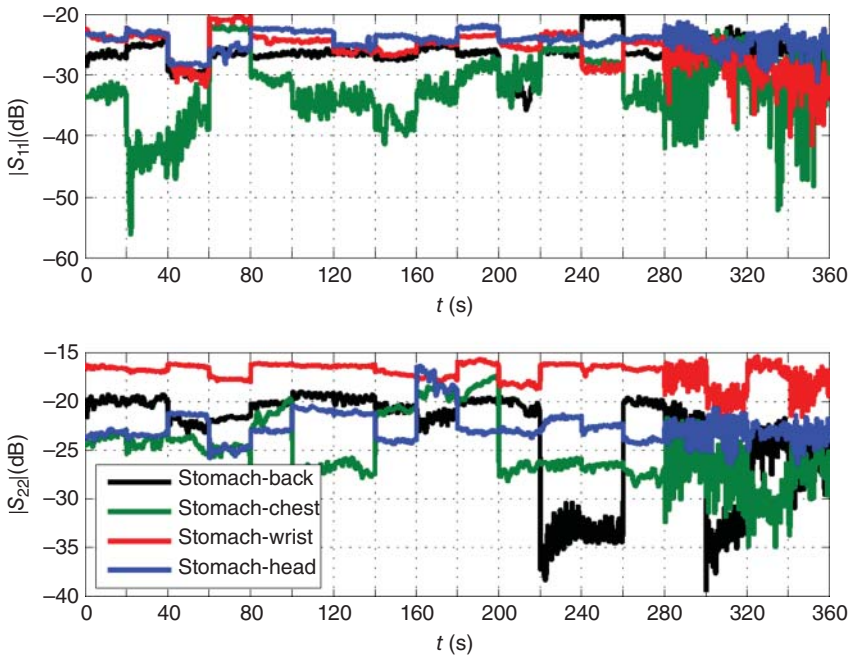 −20
−30
−40
−50
−60
|S₁₁|(dB)
0 40 80 120 160 200 240 280 320 360
t (s)
−15
−20
−25
−30
−35
−40
|S₂₂|(dB)
Stomach-back
Stomach-chest
Stomach-wrist
Stomach-head
0 40 80 120 160 200 240 280 320 360
t (s)